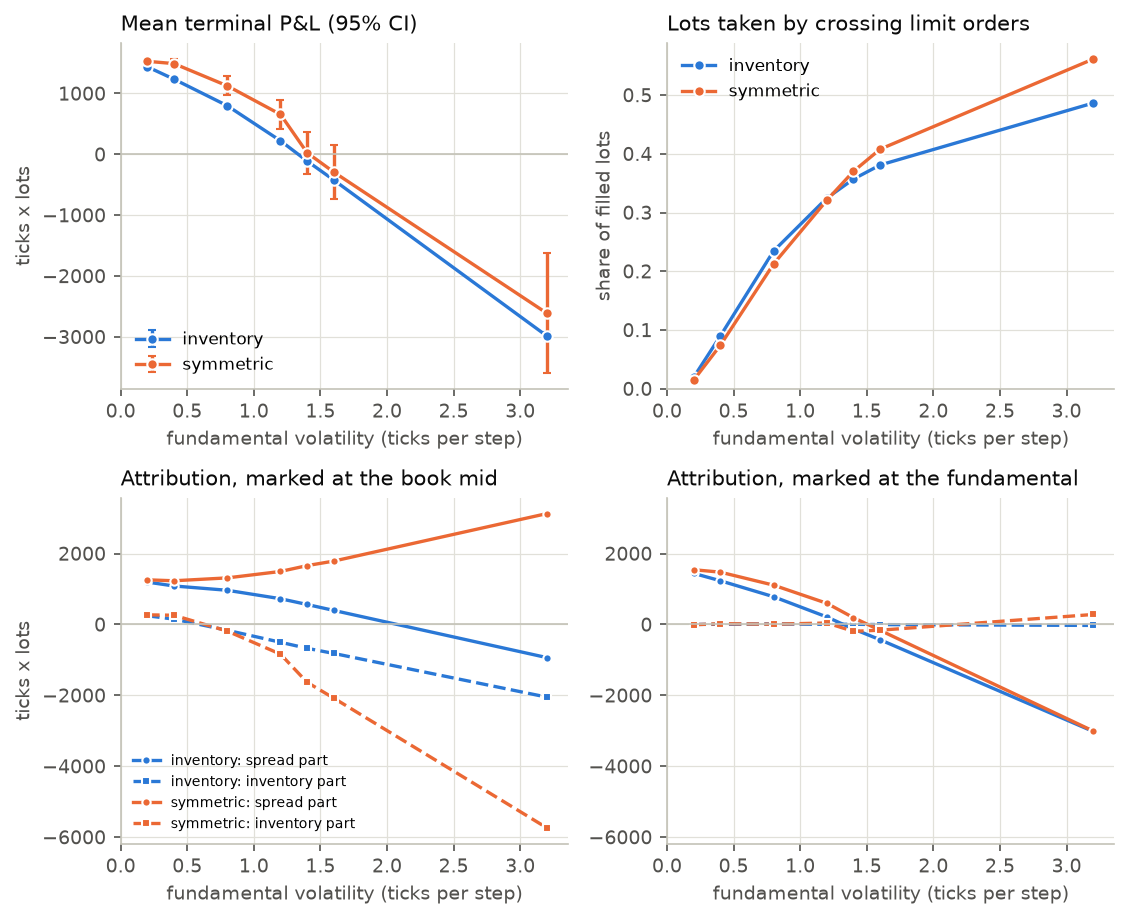 Mean terminal P&L (95% CI)
ticks x lots
1000
0
−1000
−2000
−3000
inventory
symmetric
0.0 0.5 1.0 1.5 2.0 2.5 3.0
fundamental volatility (ticks per step)
Lots taken by crossing limit orders
share of filled lots
0.5
0.4
0.3
0.2
0.1
0.0
inventory
symmetric
0.0 0.5 1.0 1.5 2.0 2.5 3.0
fundamental volatility (ticks per step)
Attribution, marked at the book mid
ticks x lots
2000
0
−2000
−4000
−6000
inventory: spread part
inventory: inventory part
symmetric: spread part
symmetric: inventory part
0.0 0.5 1.0 1.5 2.0 2.5 3.0
fundamental volatility (ticks per step)
Attribution, marked at the fundamental
2000
0
−2000
−4000
−6000
0.0 0.5 1.0 1.5 2.0 2.5 3.0
fundamental volatility (ticks per step)